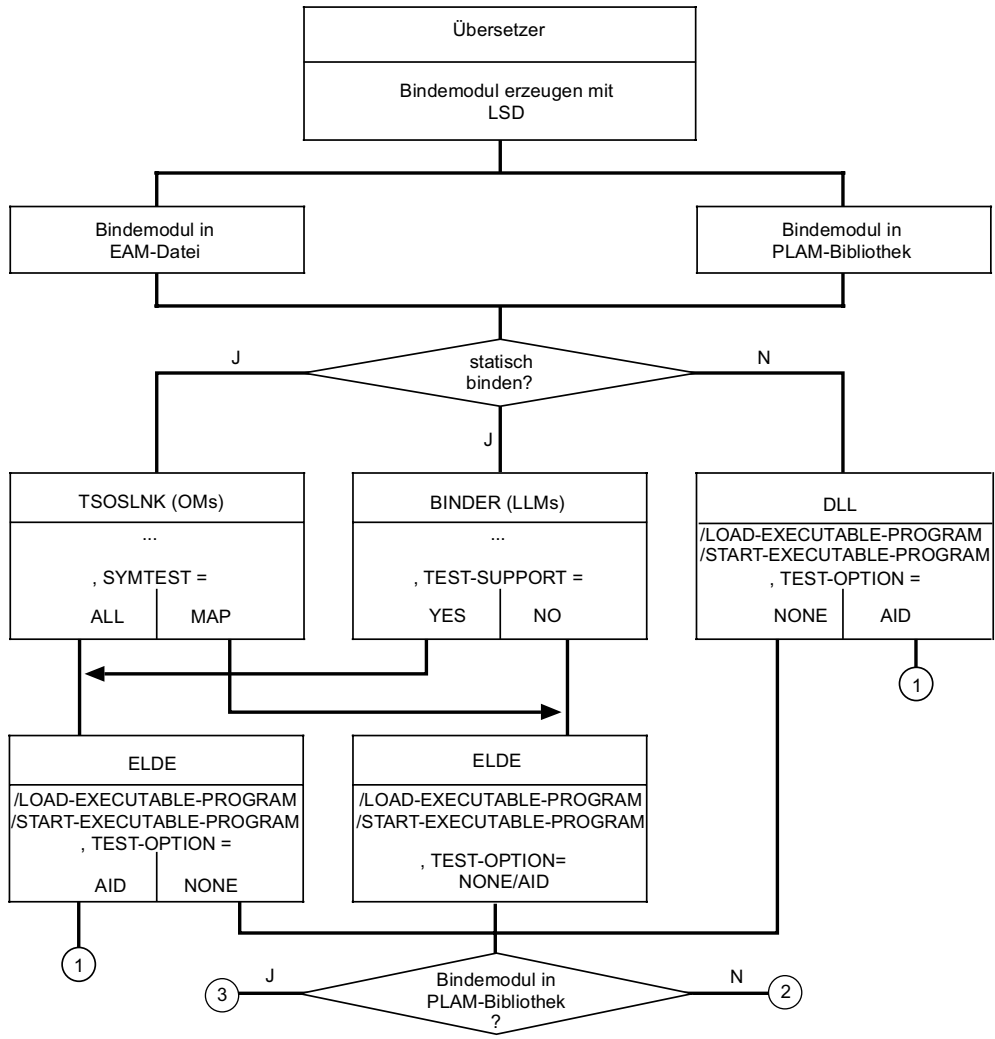 Übersetzer
Bindemodul erzeugen mit
LSD
Bindemodul in
EAM-Datei
Bindemodul in
PLAM-Bibliothek
J
statisch
binden?
N
J
TSOSLNK (OMs)
...
, SYMTEST =
ALL
MAP
BINDER (LLMs)
...
, TEST-SUPPORT =
YES
NO
DLL
/LOAD-EXECUTABLE-PROGRAM
/START-EXECUTABLE-PROGRAM
, TEST-OPTION =
NONE
AID
1
ELDE
/LOAD-EXECUTABLE-PROGRAM
/START-EXECUTABLE-PROGRAM
, TEST-OPTION =
AID
NONE
1
ELDE
/LOAD-EXECUTABLE-PROGRAM
/START-EXECUTABLE-PROGRAM
, TEST-OPTION=
NONE/AID
3
J
Bindemodul in
PLAM-Bibliothek
?
N
2